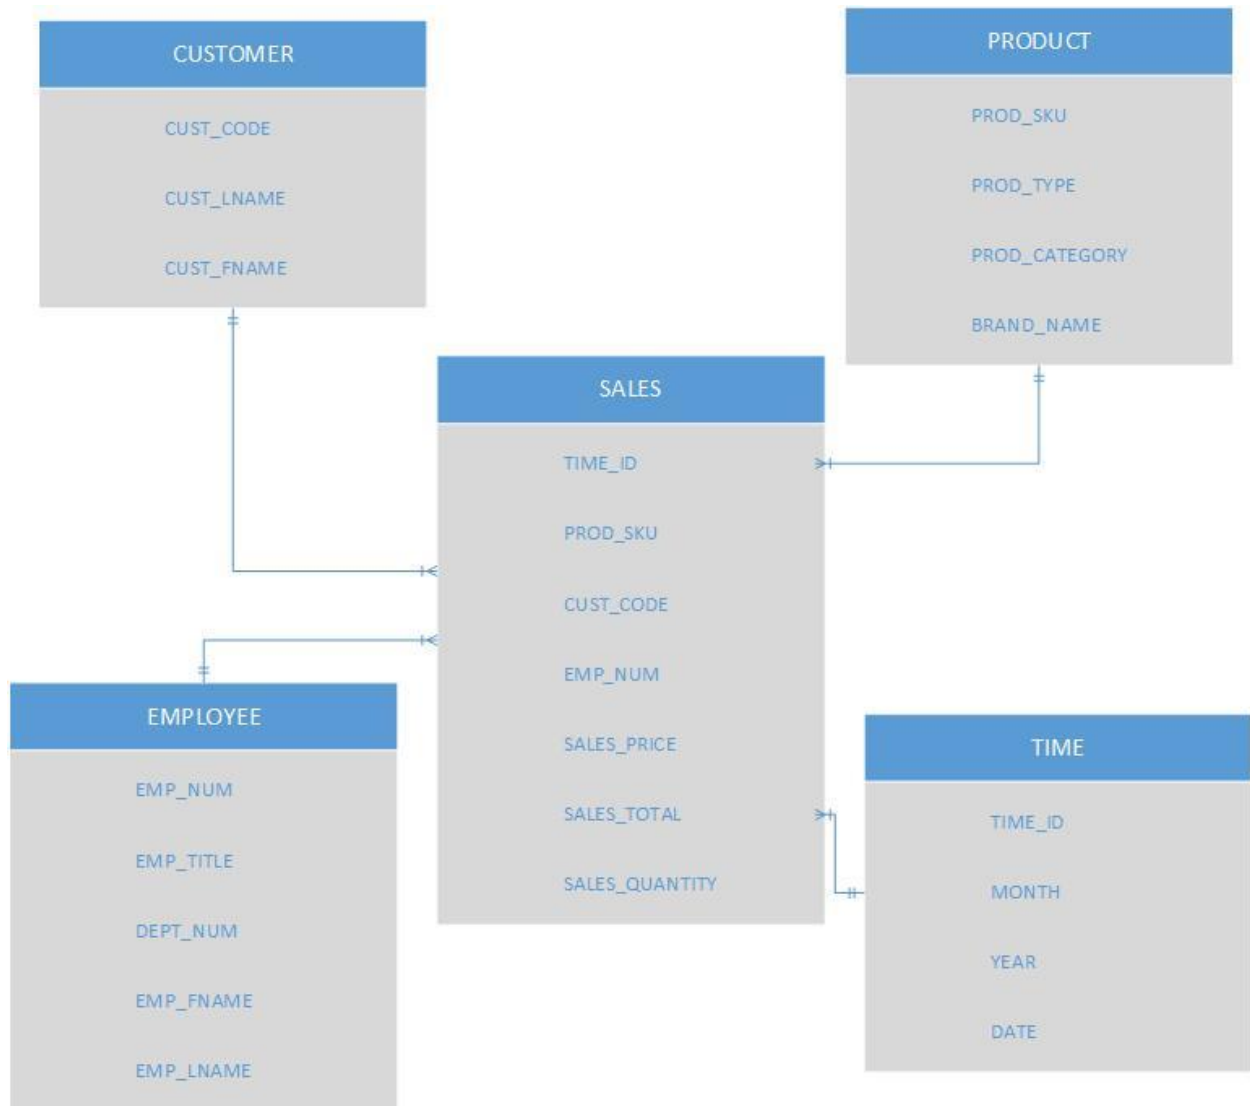 CUSTOMER
CUST_CODE
CUST_LNAME
CUST_FNAME
PRODUCT
PROD_SKU
PROD_TYPE
PROD_CATEGORY
BRAND_NAME
SALES
TIME_ID
PROD_SKU
CUST_CODE
EMP_NUM
SALES_PRICE
SALES_TOTAL
SALES_QUANTITY
EMPLOYEE
EMP_NUM
EMP_TITLE
DEPT_NUM
EMP_FNAME
EMP_LNAME
TIME
TIME_ID
MONTH
YEAR
DATE